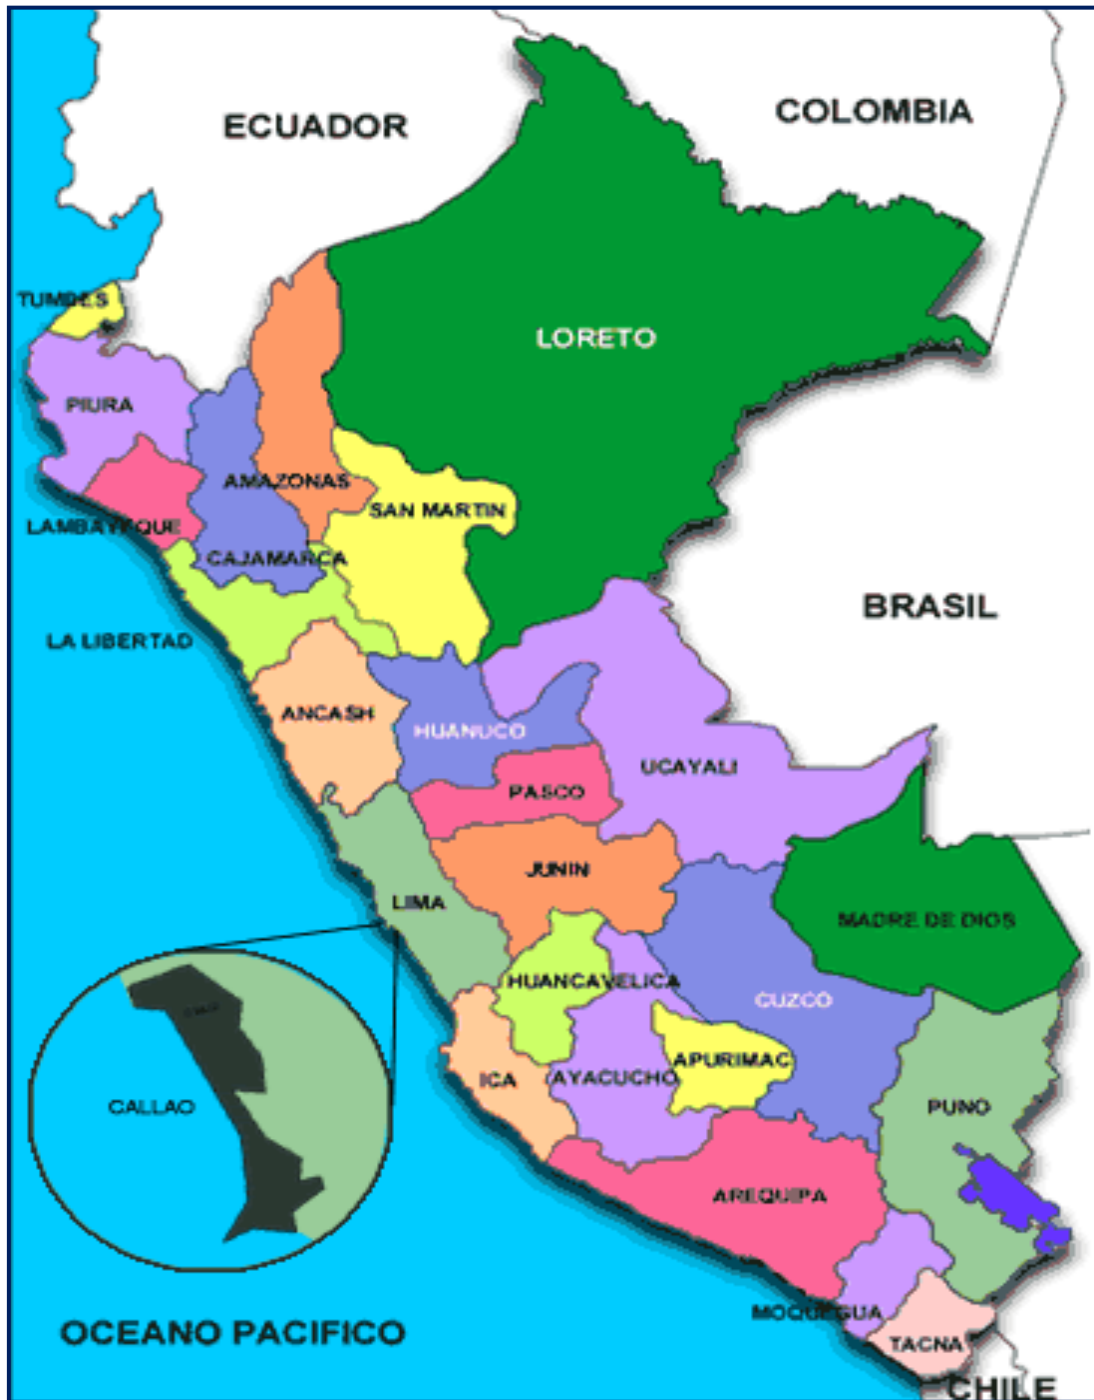 ECUADOR
COLOMBIA
TUMBES
LORETO
PIURA
AMAZONAS
SAN MARTIN
LAMBAYEQUE
CAJAMARCA
BRASIL
LA LIBERTAD
ANCASH
HUANUCO
UCAYALI
PASCO
JUNIN
LIMA
MADRE DE DIOS
HUANCAVELICA
CUZCO
APURIMAC
ICA
AYACUCHO
CALLAO
PUNO
AREQUIPA
MOQUEGUA
OCEANO PACIFICO
TACNA
CHILE